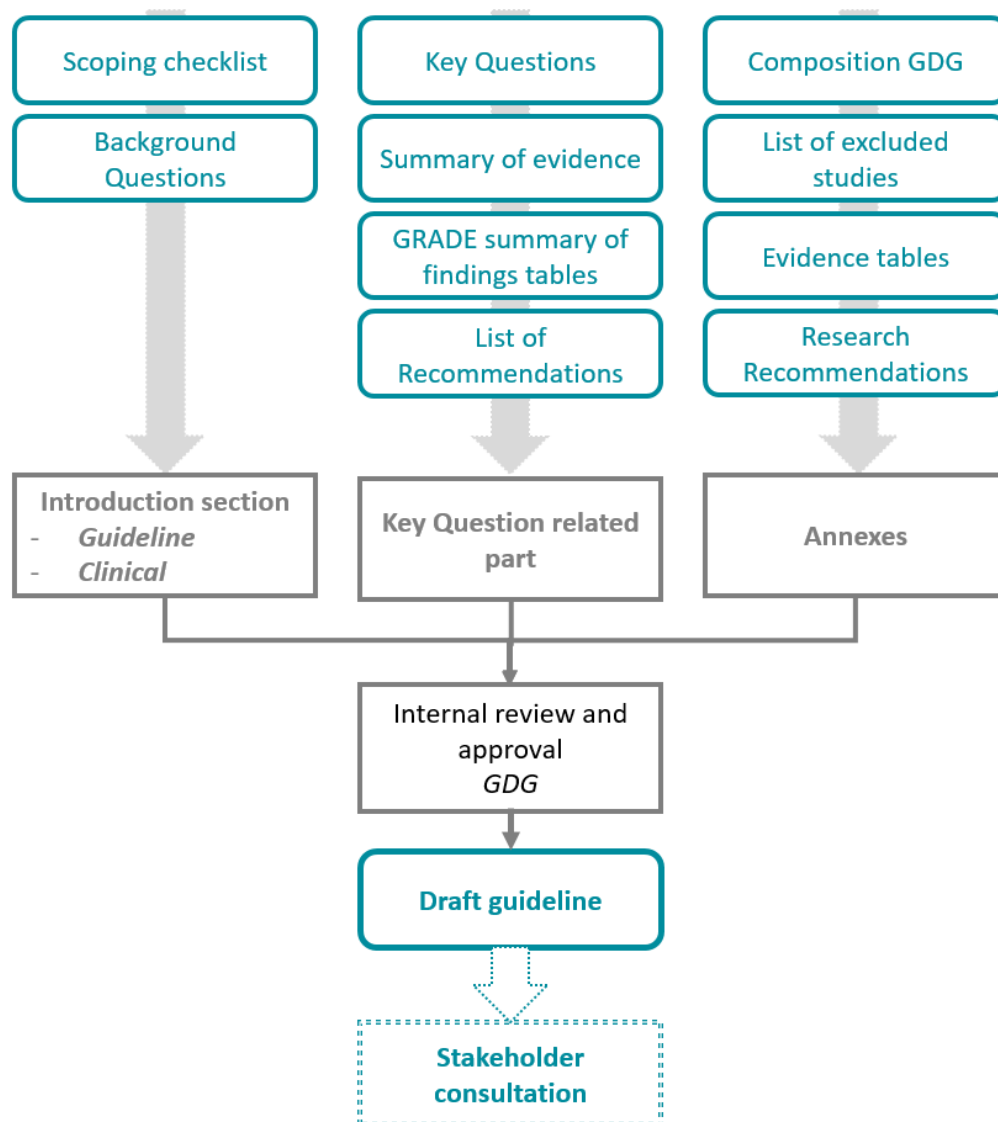 Scoping checklist
Background
Questions
Key Questions
Summary of evidence
GRADE summary of
findings tables
List of
Recommendations
Composition GDG
List of excluded
studies
Evidence tables
Research
Recommendations
Introduction section
- Guideline
- Clinical
Key Question related
part
Annexes
Internal review and
approval
GDG
Draft guideline
Stakeholder
consultation